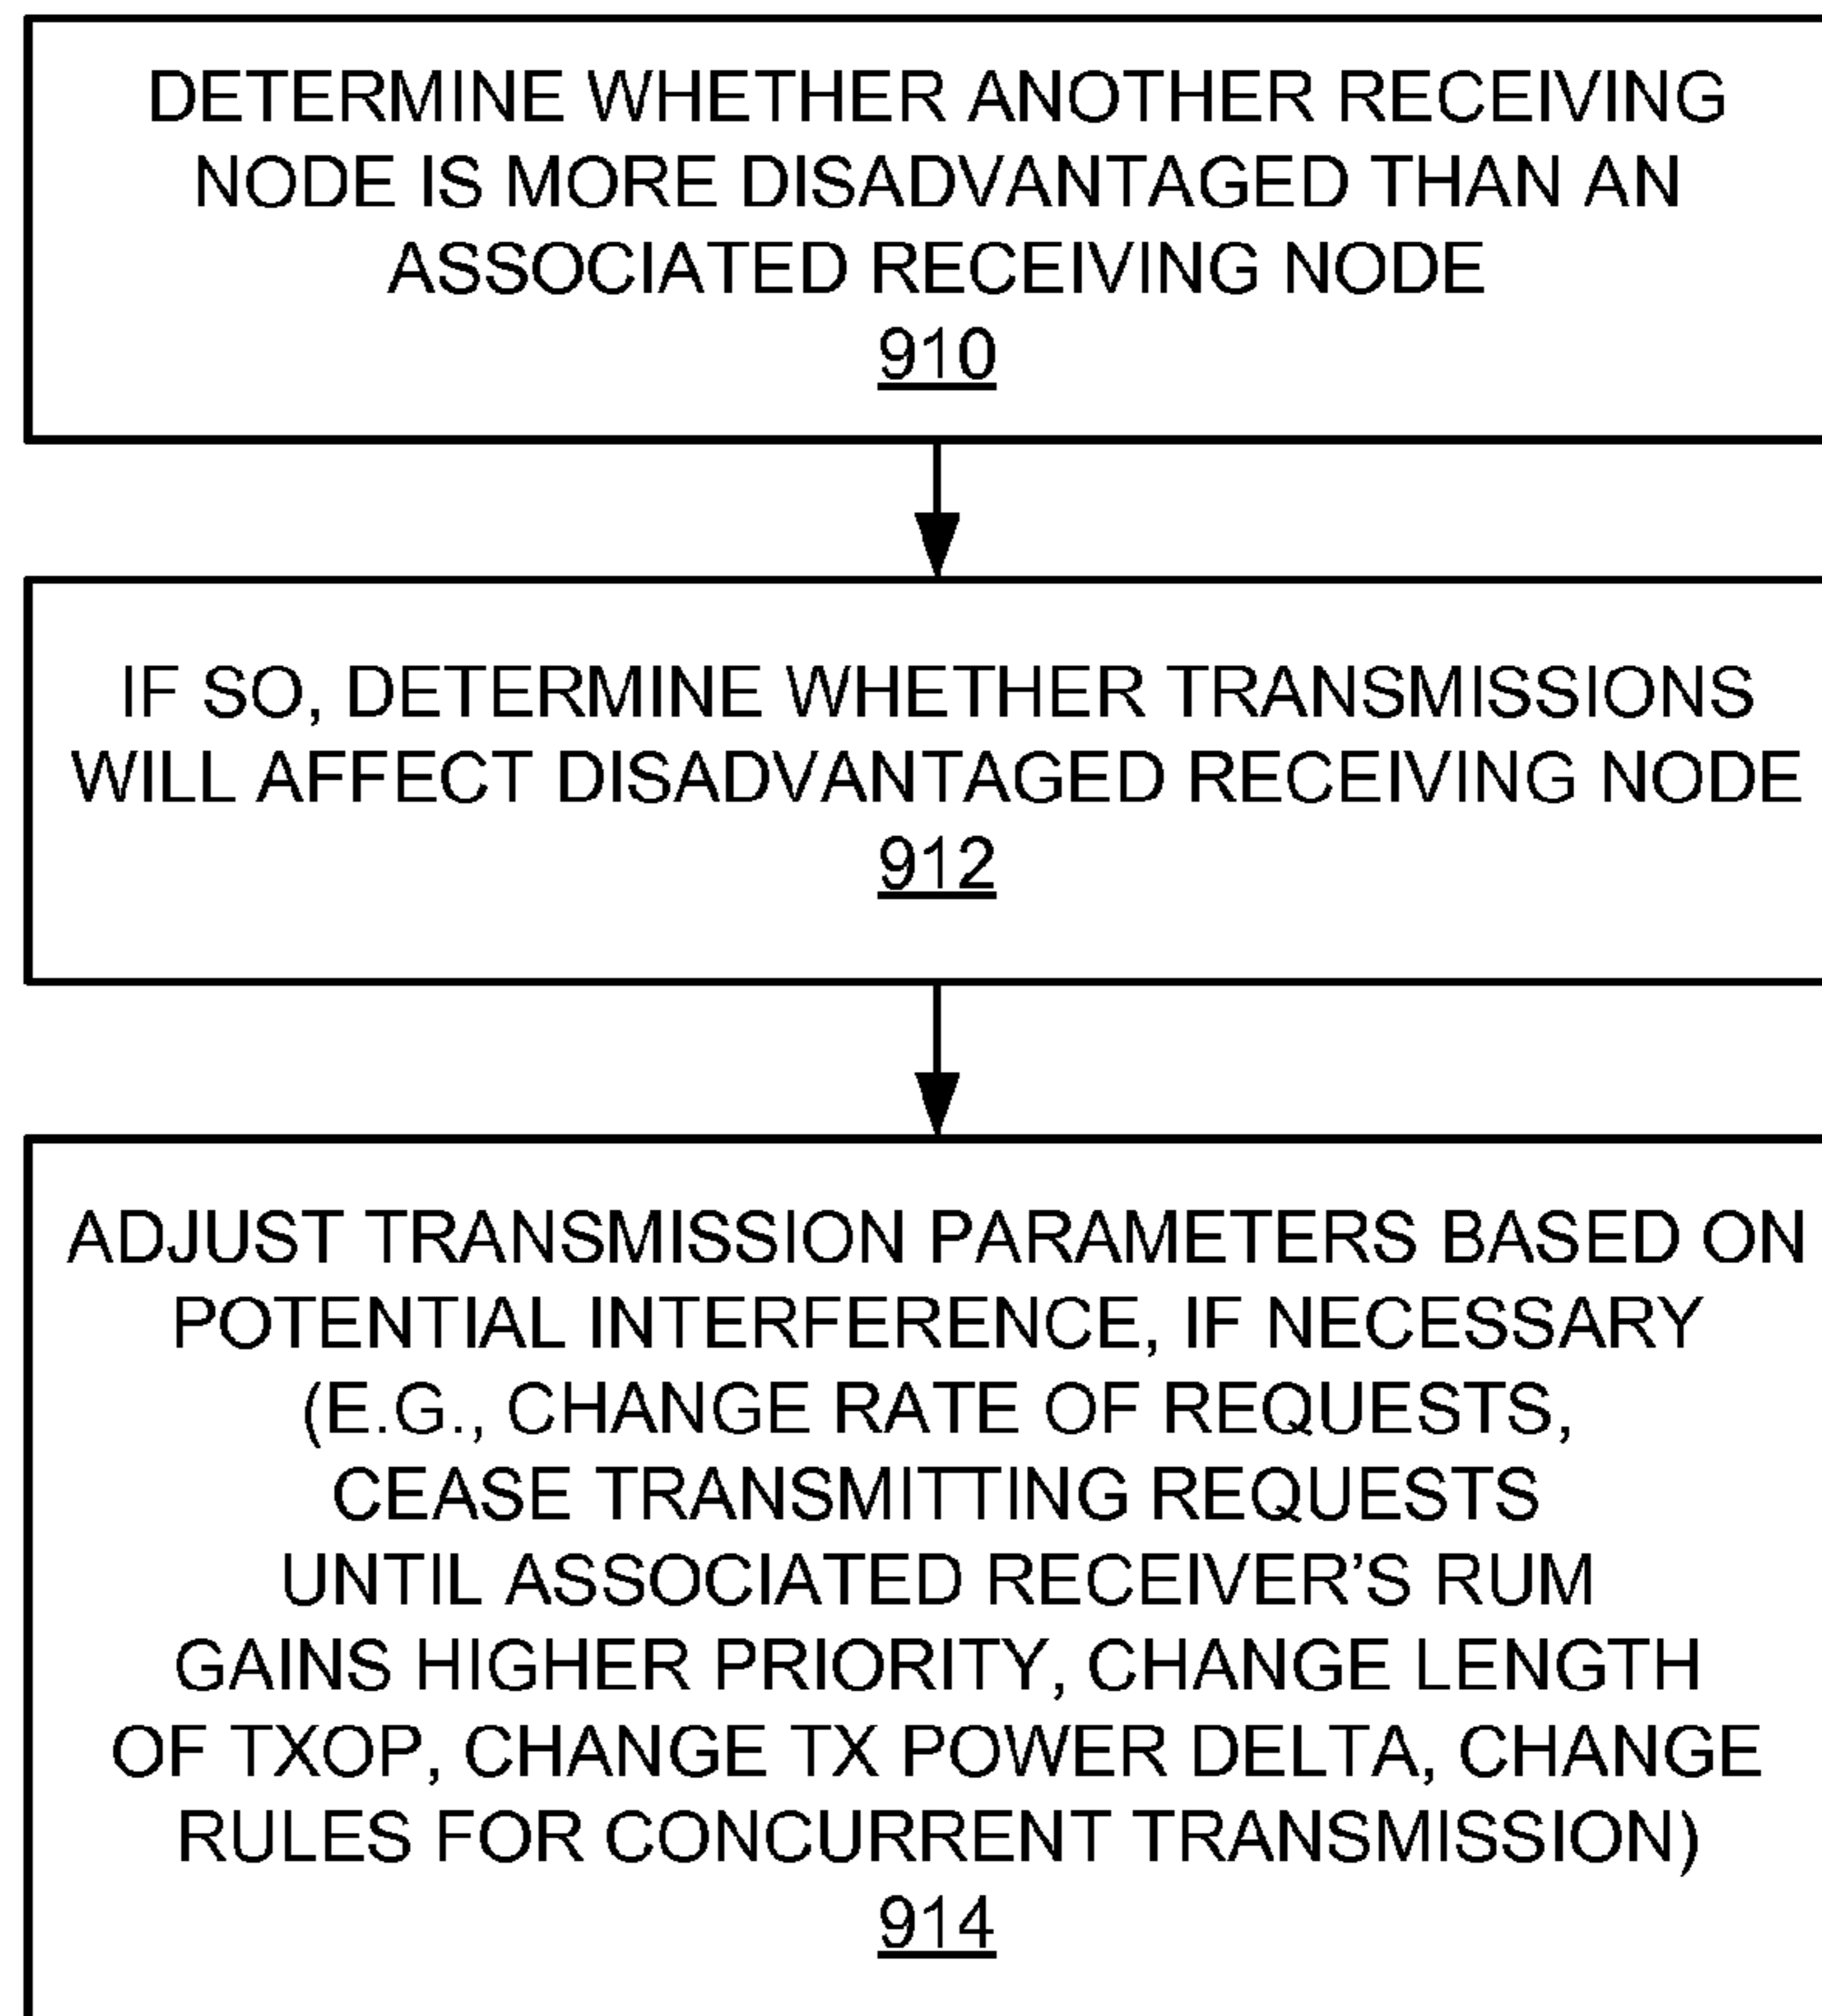 DETERMINE WHETHER ANOTHER RECEIVING
NODE IS MORE DISADVANTAGED THAN AN
ASSOCIATED RECEIVING NODE
910
IF SO, DETERMINE WHETHER TRANSMISSIONS
WILL AFFECT DISADVANTAGED RECEIVING NODE
912
ADJUST TRANSMISSION PARAMETERS BASED ON
POTENTIAL INTERFERENCE, IF NECESSARY
(E.G., CHANGE RATE OF REQUESTS,
CEASE TRANSMITTING REQUESTS
UNTIL ASSOCIATED RECEIVER'S RUM
GAINS HIGHER PRIORITY, CHANGE LENGTH
OF TXOP, CHANGE TX POWER DELTA, CHANGE
RULES FOR CONCURRENT TRANSMISSION)
914